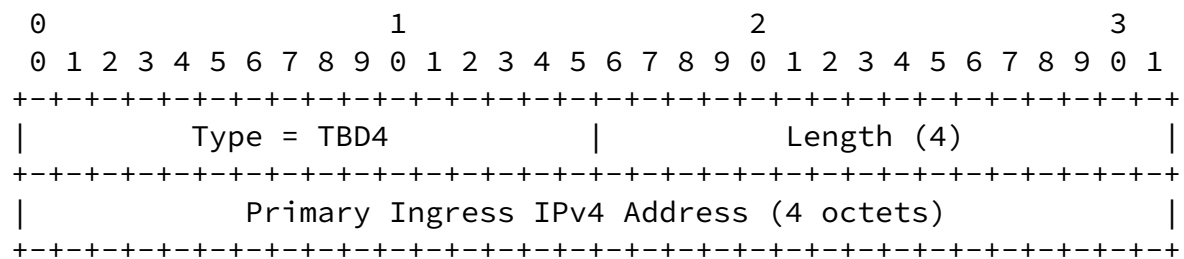 0                   1                   2                   3
 0 1 2 3 4 5 6 7 8 9 0 1 2 3 4 5 6 7 8 9 0 1 2 3 4 5 6 7 8 9 0 1
+-+-+-+-+-+-+-+-+-+-+-+-+-+-+-+-+-+-+-+-+-+-+-+-+-+-+-+-+-+-+-+-+
|         Type = TBD4           |          Length (4)           |
+-+-+-+-+-+-+-+-+-+-+-+-+-+-+-+-+-+-+-+-+-+-+-+-+-+-+-+-+-+-+-+-+
|            Primary Ingress IPv4 Address (4 octets)            |
+-+-+-+-+-+-+-+-+-+-+-+-+-+-+-+-+-+-+-+-+-+-+-+-+-+-+-+-+-+-+-+-+